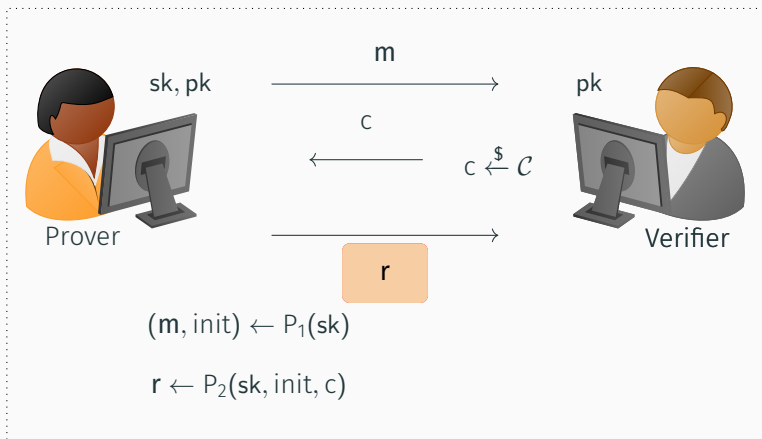 m
sk, pk
pk
c
c ←$ 𝒞
Prover
Verifier
r
(m, init) ← P₁(sk)
r ← P₂(sk, init, c)